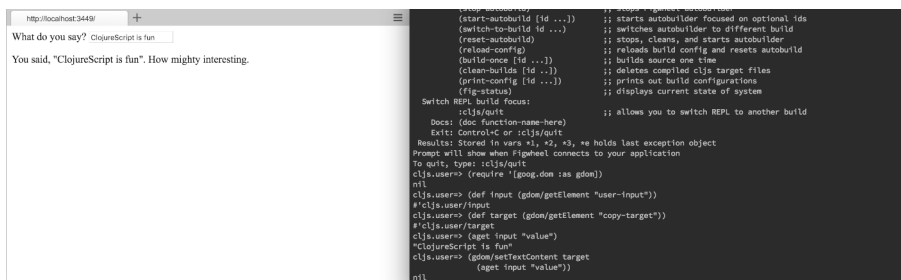 http://localhost:3449/
What do you say? ClojureScript is fun
You said, "ClojureScript is fun". How mighty interesting.
(stop-autobuild) ;; stops Figwheel autobuilder
(start-autobuild [id ...]) ;; starts autobuilder focused on optional ids
(switch-to-build id ...) ;; switches autobuilder to different build
(reset-autobuild) ;; stops, cleans, and starts autobuilder
(reload-config) ;; reloads build config and resets autobuild
(build-once [id ...]) ;; builds source one time
(clean-builds [id ..]) ;; deletes compiled cljs target files
(print-config [id ...]) ;; prints out build configurations
(fig-status) ;; displays current state of system
Switch REPL build focus:
:cljs/quit ;; allows you to switch REPL to another build
Docs: (doc function-name-here)
Exit: Control+C or :cljs/quit
Results: Stored in vars *1, *2, *3, *e holds last exception object
Prompt will show when Figwheel connects to your application
To quit, type: :cljs/quit
cljs.user=> (require '[goog.dom :as gdom])
nil
cljs.user=> (def input (gdom/getElement "user-input"))
#'cljs.user/input
cljs.user=> (def target (gdom/getElement "copy-target"))
#'cljs.user/target
cljs.user=> (aget input "value")
"ClojureScript is fun"
cljs.user=> (gdom/setTextContent target
(aget input "value"))
nil